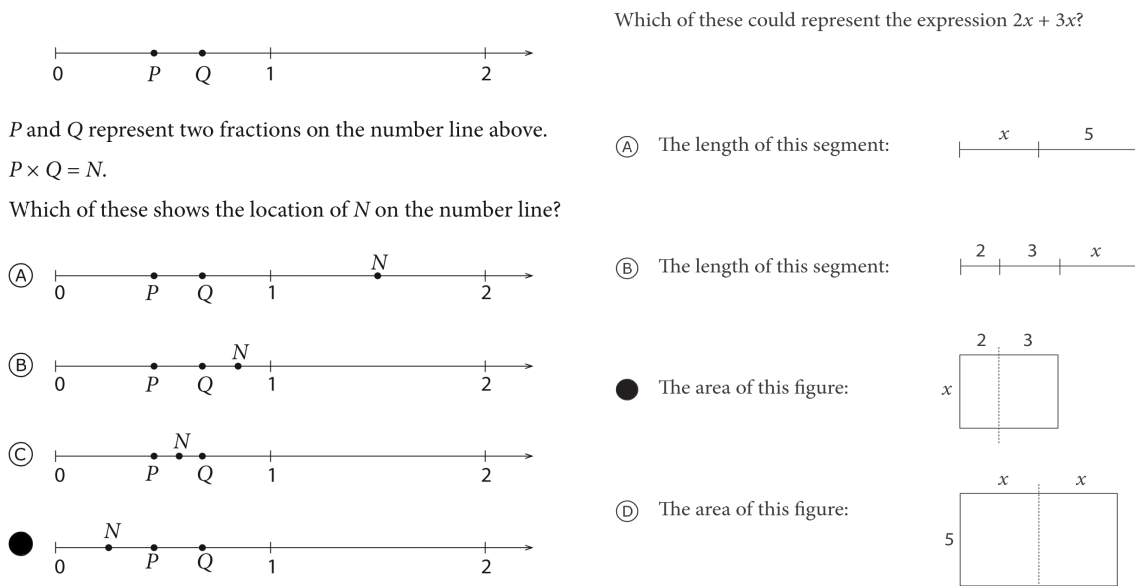 0 P Q 1 2
P and Q represent two fractions on the number line above.
P × Q = N.
Which of these shows the location of N on the number line?
N
A
0 P Q 1 2
N
B
0 P Q 1 2
N
C
0 P Q 1 2
N
0 P Q 1 2
Which of these could represent the expression 2x + 3x?
x 5
A The length of this segment:
2 3 x
B The length of this segment:
2 3
The area of this figure: x
x x
D The area of this figure:
5